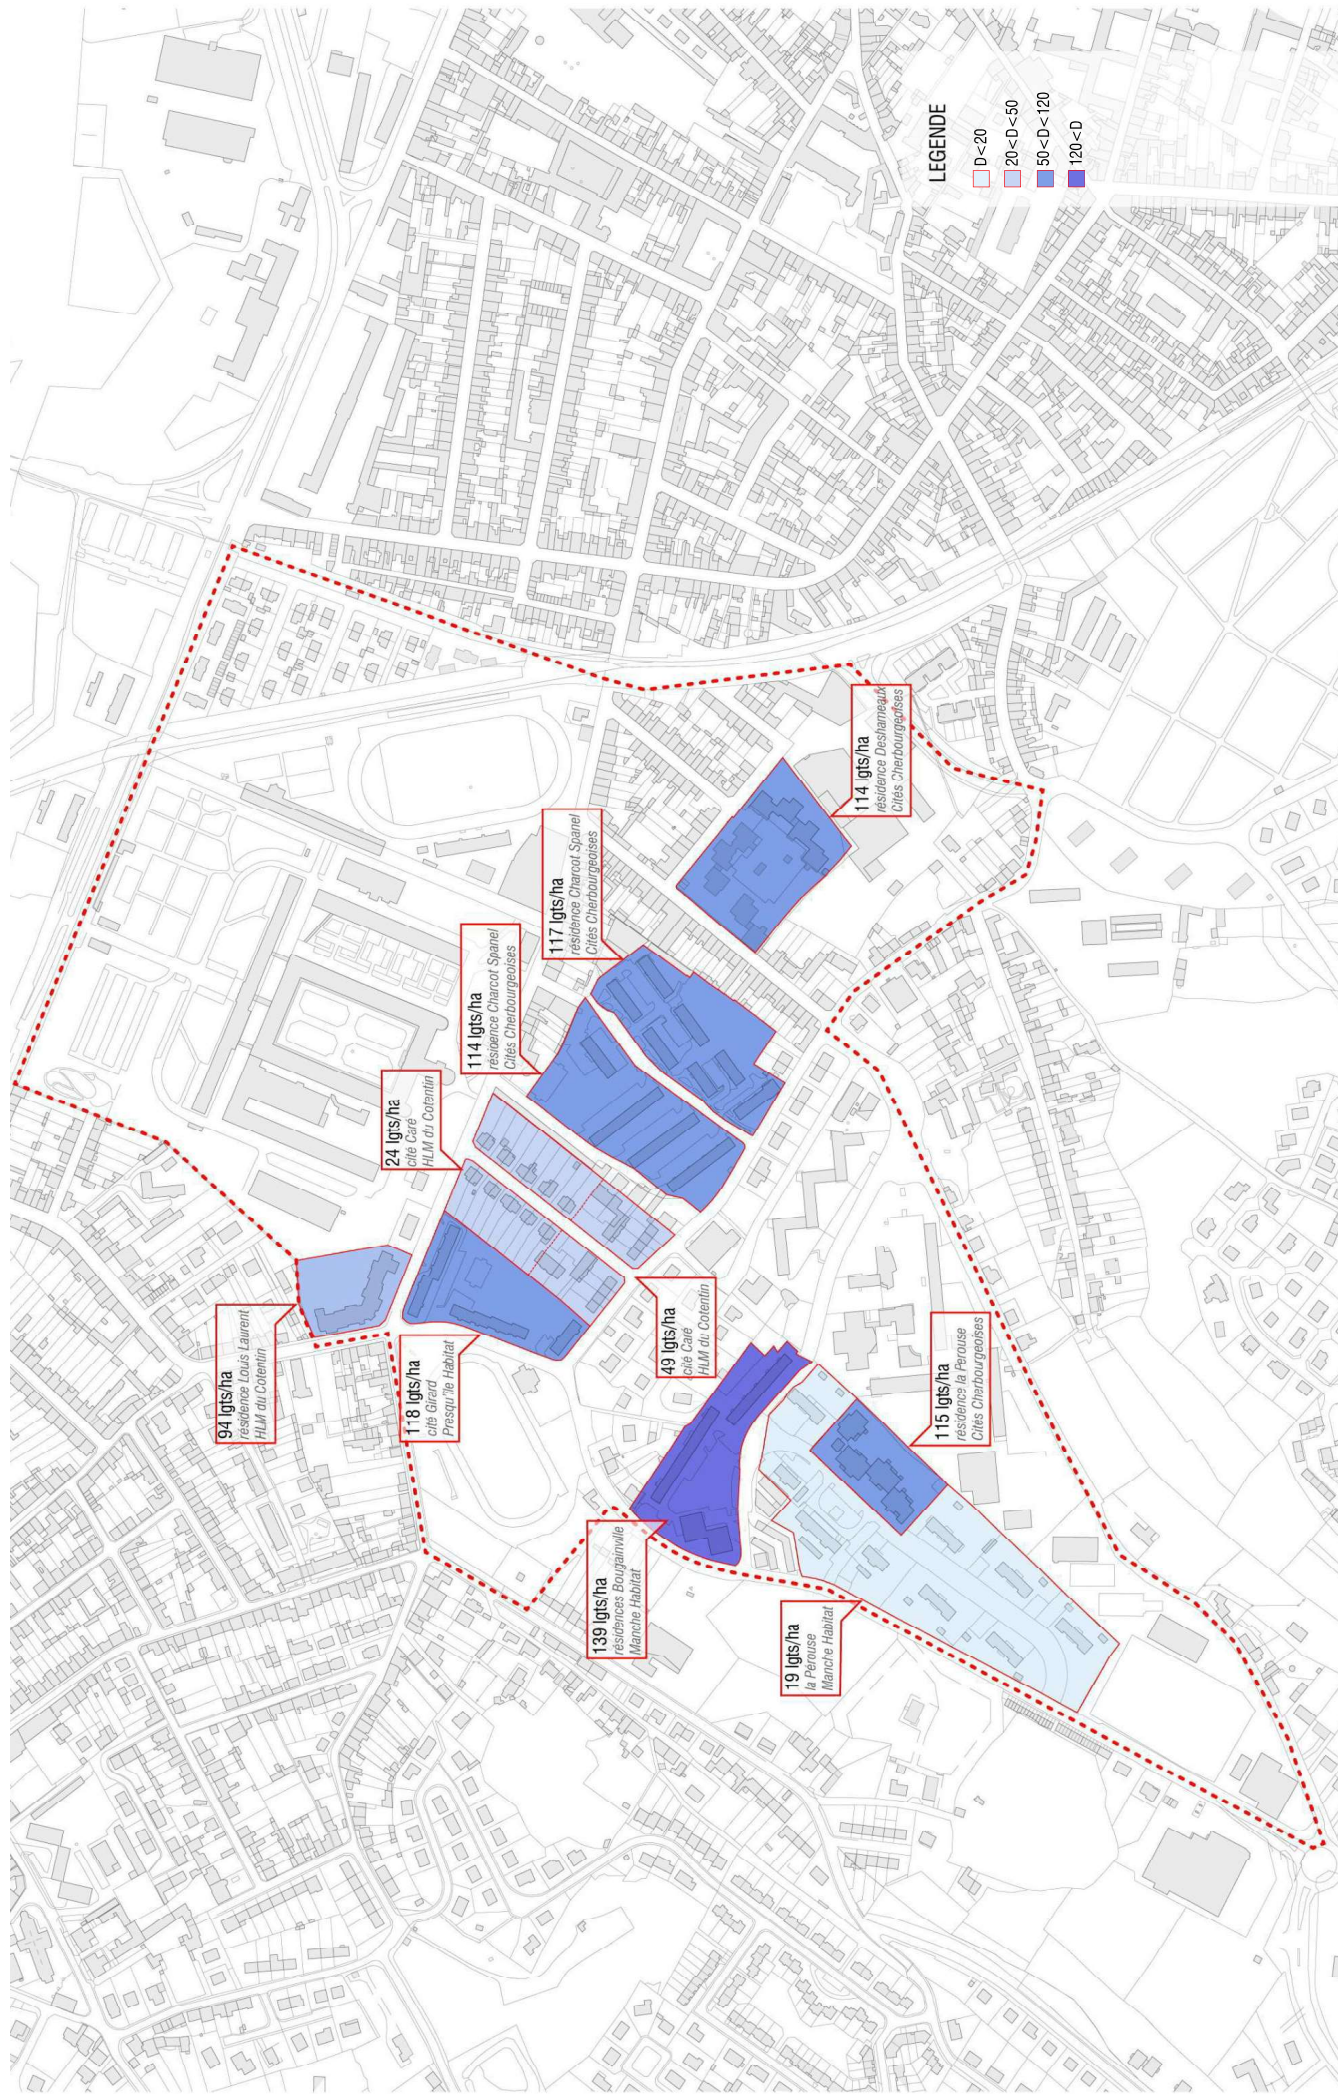 LEGENDE
D<20
20<D<50
50<D<120
120<D
94 lgts/ha
résidence Louis Laurent
HLM du Cotentin
118 lgts/ha
cité Girard
Presqu'île Habitat
24 lgts/ha
cité Caré
HLM du Cotentin
114 lgts/ha
résidence Charcot Spanel
Cités Cherbourgeoises
117 lgts/ha
résidence Charcot Spanel
Cités Cherbourgeoises
139 lgts/ha
résidences Bougainville
Manche Habitat
49 lgts/ha
cité Caré
HLM du Cotentin
19 lgts/ha
la Pérouse
Manche Habitat
115 lgts/ha
résidence la Perouse
Cités Cherbourgeoises
114 lgts/ha
résidence Deshameaux
Cités Cherbourgeoises